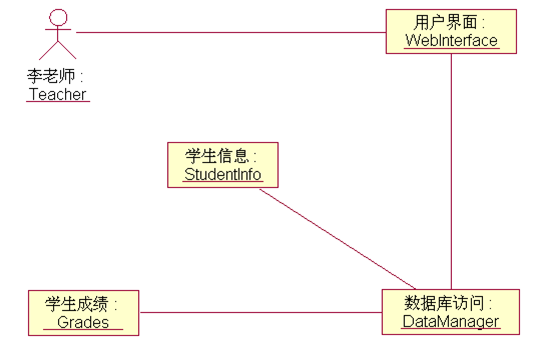 用户界面 :
WebInterface
李老师 :
Teacher
学生信息 :
StudentInfo
学生成绩 :
Grades
数据库访问 :
DataManager